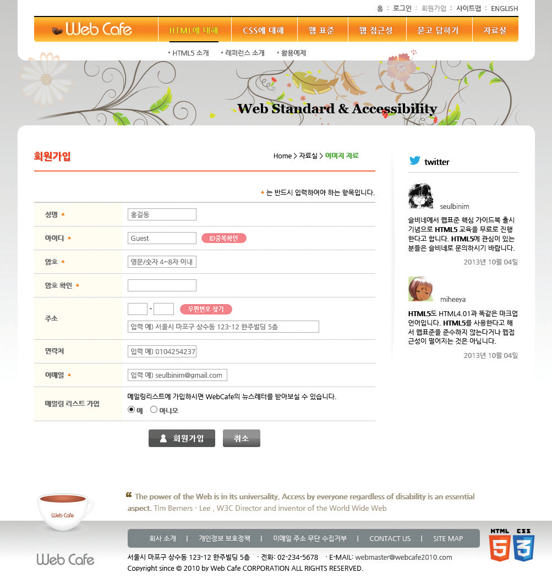 홈 : 로그인 : 회원가입 : 사이트맵 : ENGLISH
Web Cafe
HTML에 대해 CSS에 대해 웹 표준 웹 접근성 묻고 답하기 자료실
• HTML5 소개 • 레퍼런스 소개 • 활용예제
Web Standard & Accessibility
회원가입
Home > 자료실 > 이미지 자료
* 는 반드시 입력하여야 하는 항목입니다.
성명 * 홍길동
아이디 * Guest ID중복확인
암호 * 영문/숫자 4~8자 이내
암호 확인 *
주소 - 우편번호 찾기
입력 예) 서울시 마포구 상수동 123-12 한주빌딩 5층
연락처 입력 예) 0104254237
이메일 * 입력 예) seulbinim@gmail.com
메일링 리스트 가입 메일링리스트에 가입하시면 WebCafe의 뉴스레터를 받아보실 수 있습니다.
예 아니오
회원가입 취소
twitter
seulbinim
슬비네에서 웹표준 핵심 가이드북 출시
기념으로 HTML5 교육을 무료로 진행
한다고 합니다. HTML5에 관심이 있는
분들은 슬비네로 문의하시기 바랍니다.
2013년 10월 04일
miheeya
HTML5도 HTML4.01과 똑같은 마크업
언어입니다. HTML5를 사용한다고 해
서 웹표준을 준수하지 않는다거나 웹접
근성이 떨어지는 것은 아닙니다.
2013년 10월 04일
“ The power of the Web is in its universality, Access by everyone regardless of disability is an essential
aspect. Tim Berners - Lee , W3C Director and inventor of the World Wide Web
Web Cafe
회사 소개 | 개인정보 보호정책 | 이메일 주소 무단 수집거부 | CONTACT US | SITE MAP
HTML 5 CSS 3
서울시 마포구 상수동 123-12 한주빌딩 5층 · 전화: 02-234-5678 · E-MAIL: webmaster@webcafe2010.com
Copyright since © 2010 by Web Cafe CORPORATION ALL RIGHTS RESERVED.
Web Cafe